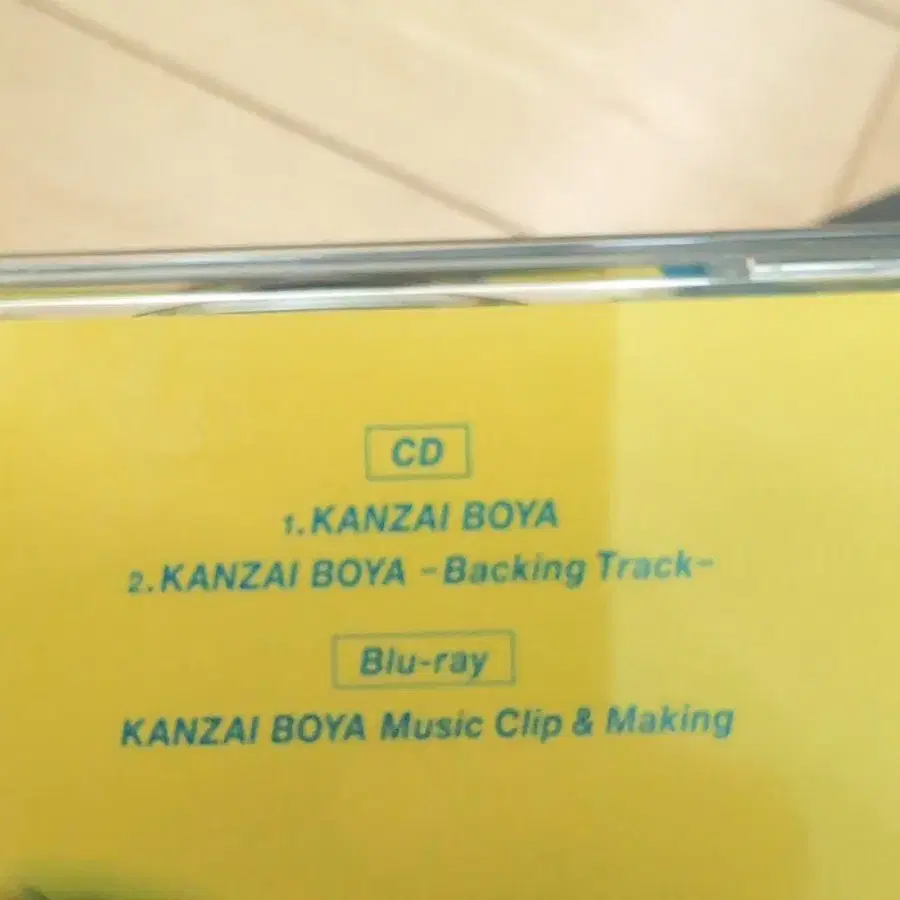 CD
1.KANZAI BOYA
2.KANZAI BOYA -Backing Track-
Blu-ray
KANZAI BOYA Music Clip & Making